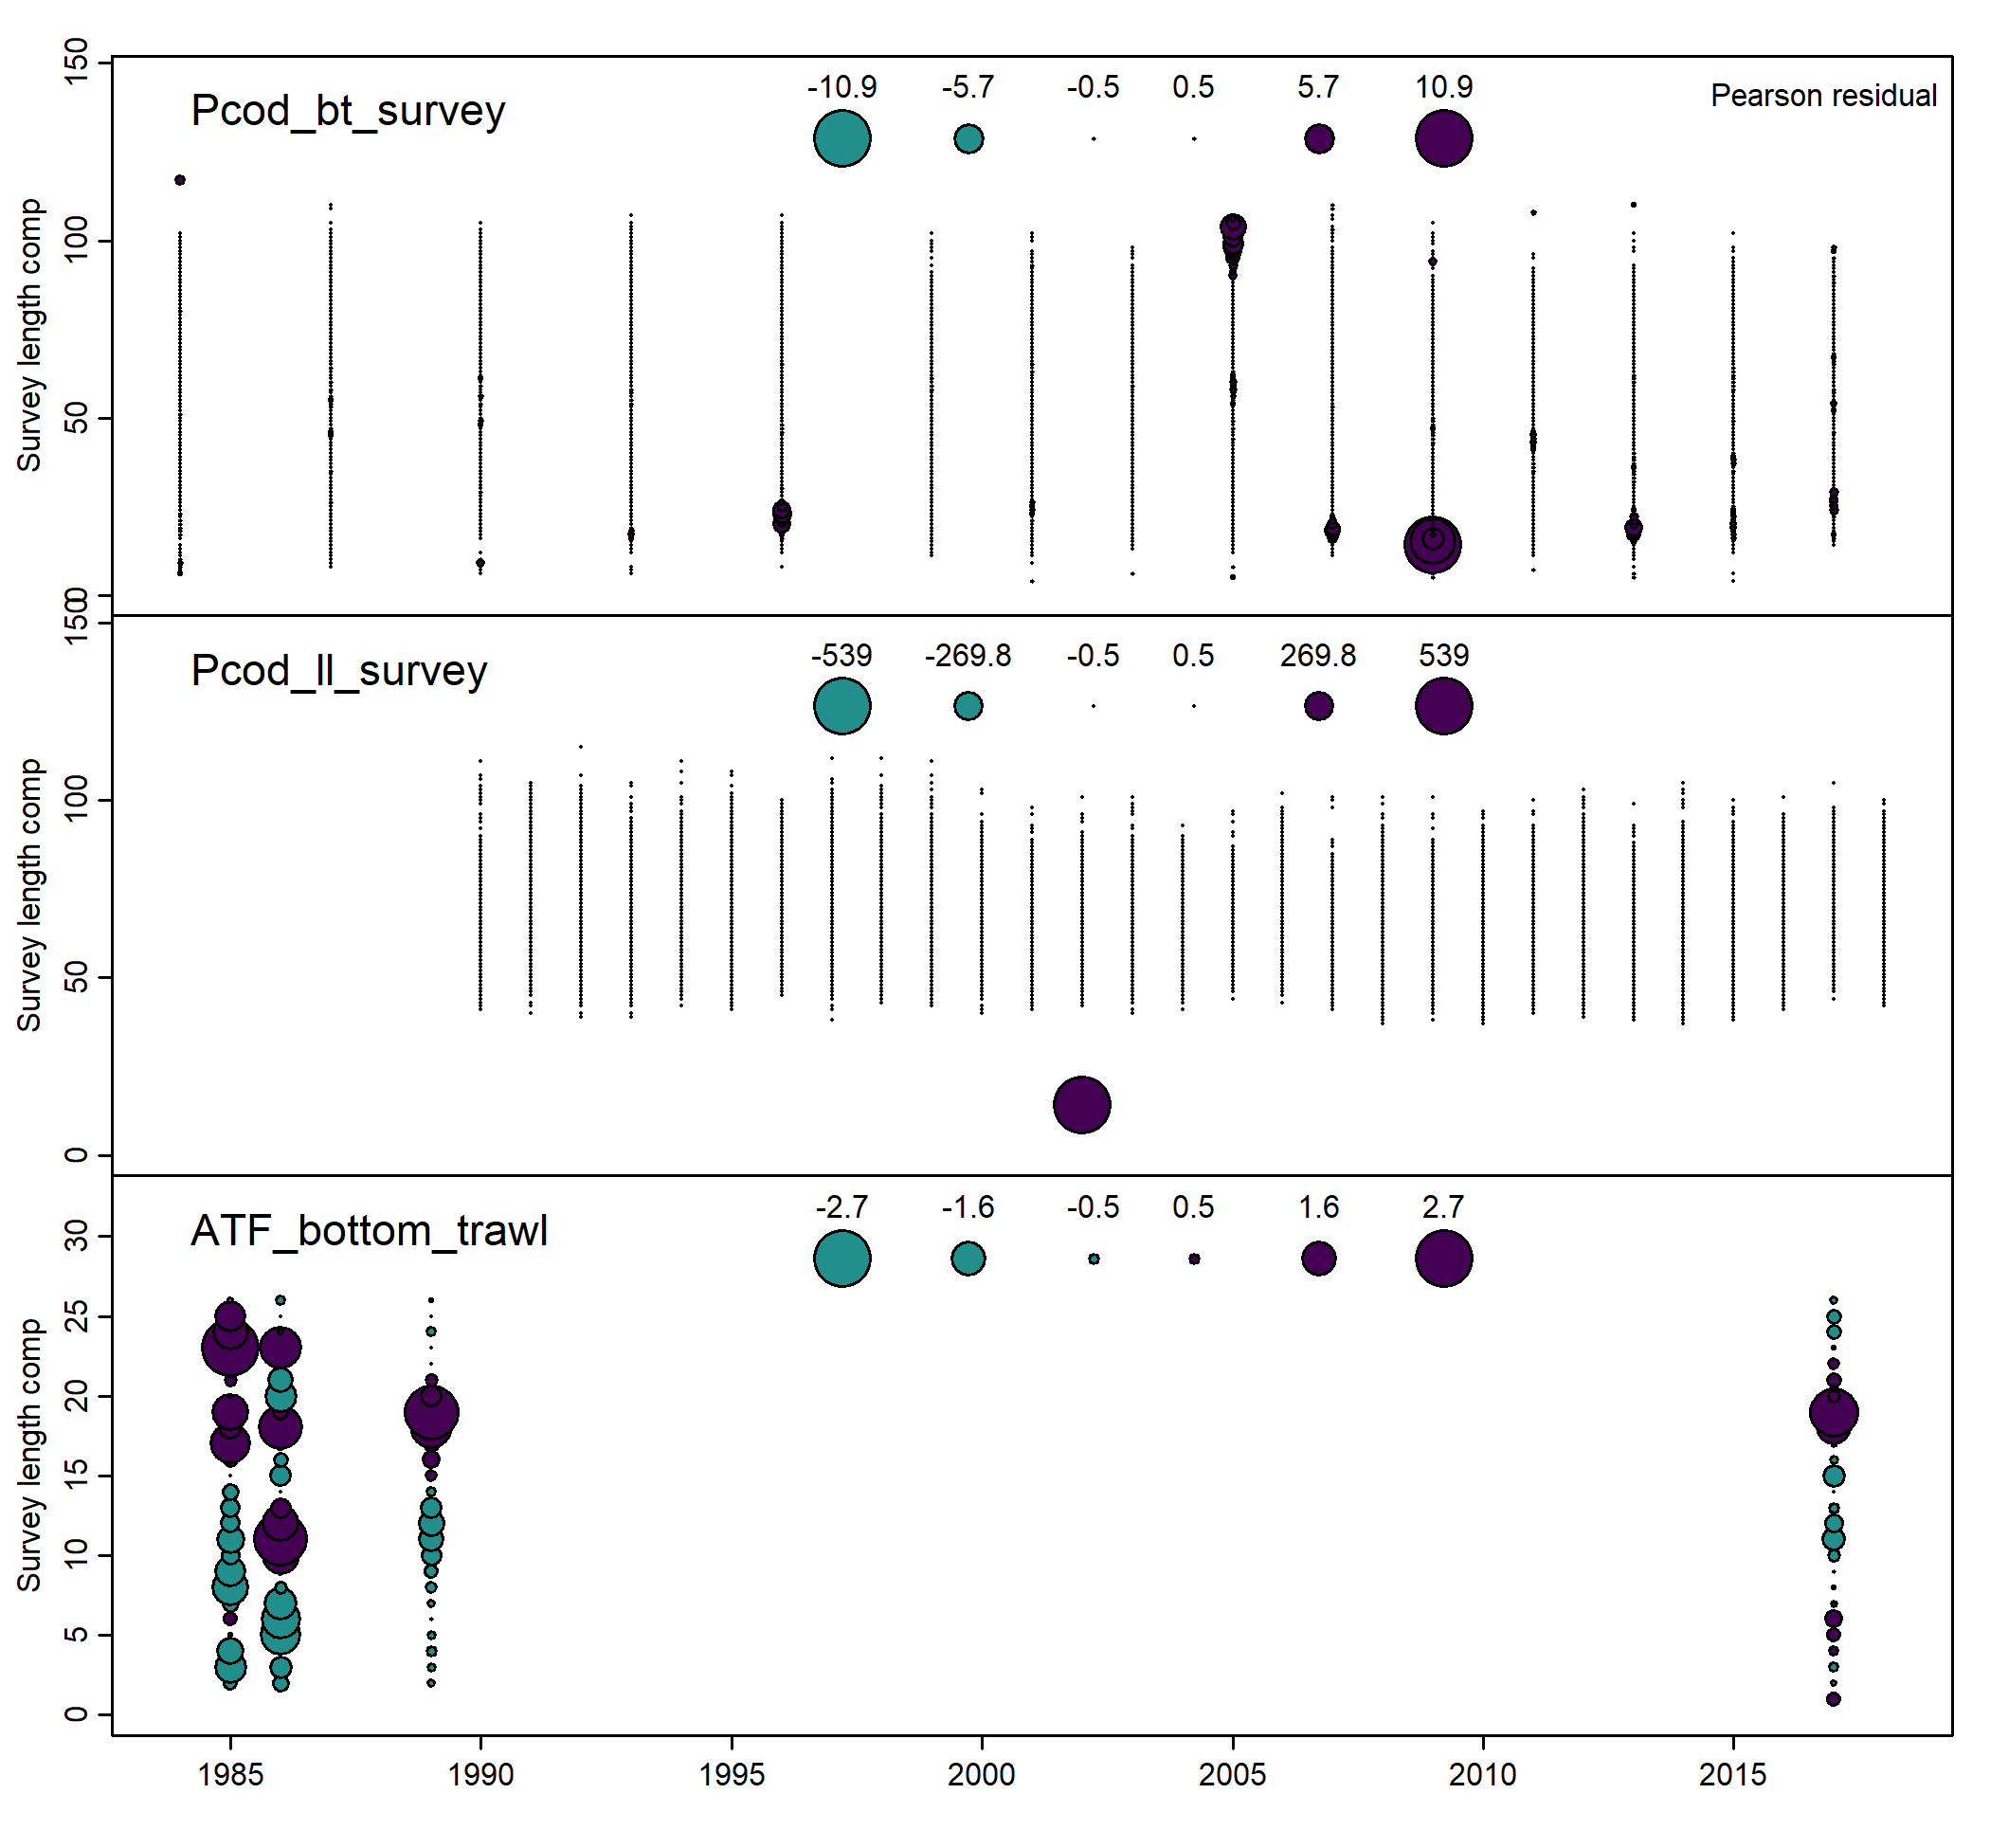 Pcod_bt_survey
-10.9 -5.7 -0.5 0.5 5.7 10.9
Pearson residual
Survey length comp
150
100
50
0
Pcod_ll_survey
-539 -269.8 -0.5 0.5 269.8 539
Survey length comp
150
100
50
0
ATF_bottom_trawl
-2.7 -1.6 -0.5 0.5 1.6 2.7
Survey length comp
30
25
20
15
10
5
0
1985 1990 1995 2000 2005 2010 2015